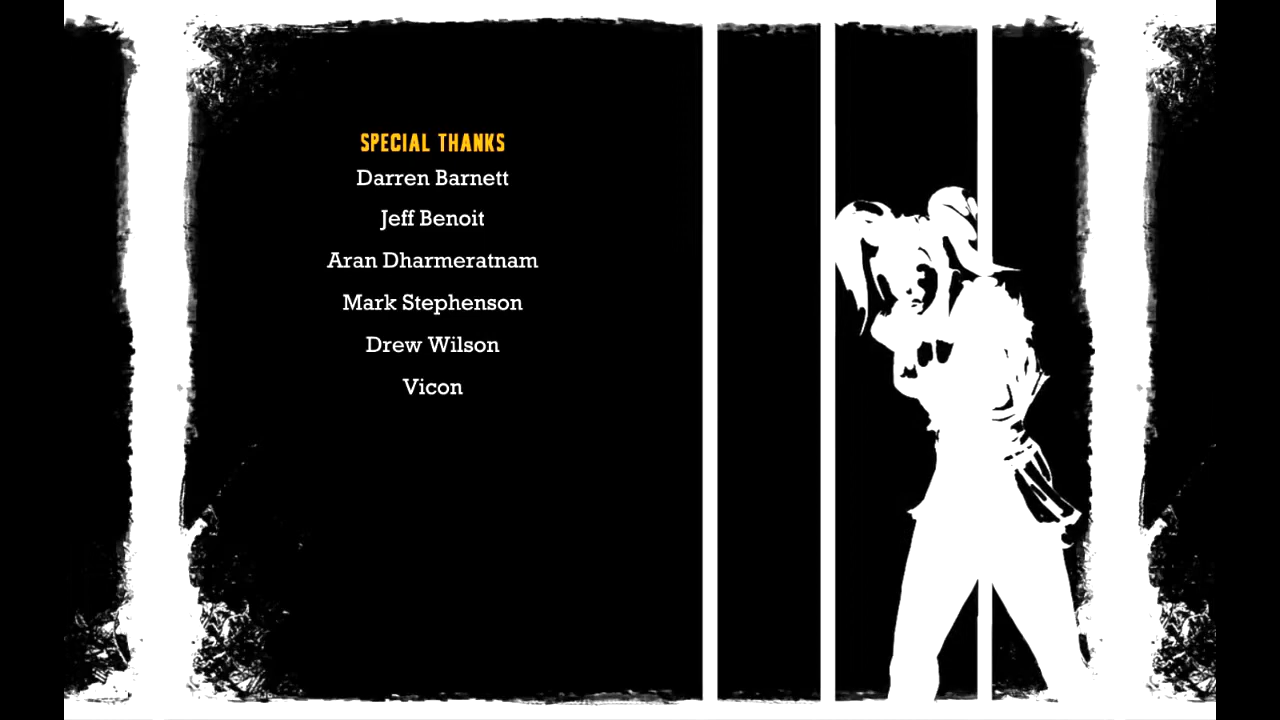 SPECIAL THANKS
Darren Barnett
Jeff Benoit
Aran Dharmeratnam
Mark Stephenson
Drew Wilson
Vicon